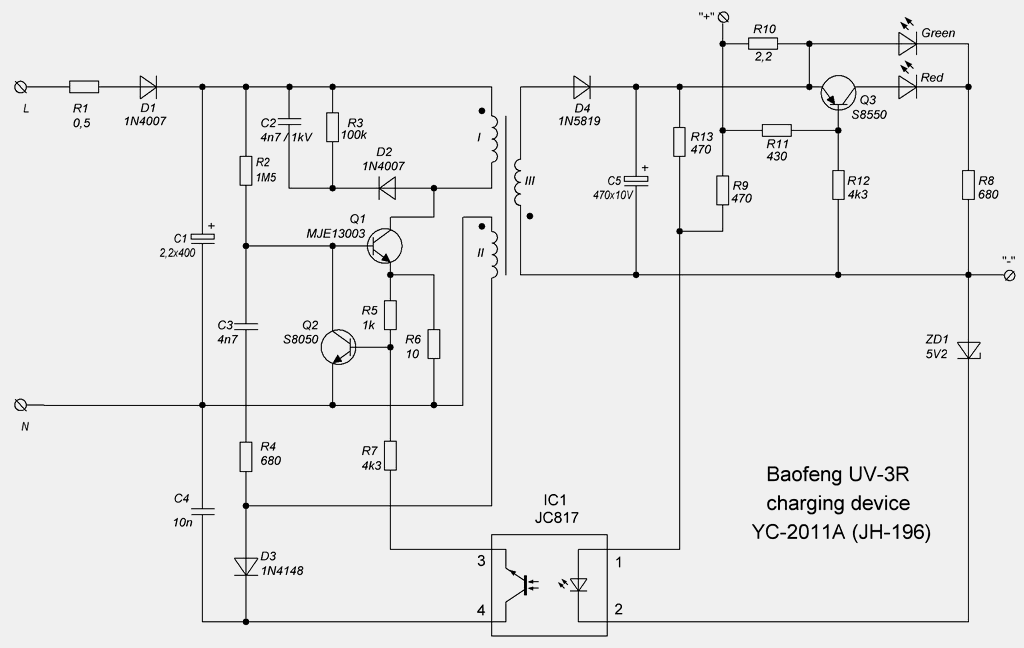 "+"
R10
2,2
Green
Red
L
R1
0,5
D1
1N4007
C2
4n7 / 1kV
R3
100k
I
D4
1N5819
Q3
S8550
R2
1M5
D2
1N4007
III
R13
470
R11
430
C5
+
470x10V
R9
470
R12
4k3
R8
680
Q1
MJE13003
C1
+
2,2x400
II
"-"
C3
4n7
Q2
S8050
R5
1k
R6
10
ZD1
5V2
N
R4
680
R7
4k3
Baofeng UV-3R
charging device
YC-2011A (JH-196)
C4
10n
IC1
JC817
D3
1N4148
3
1
4
2